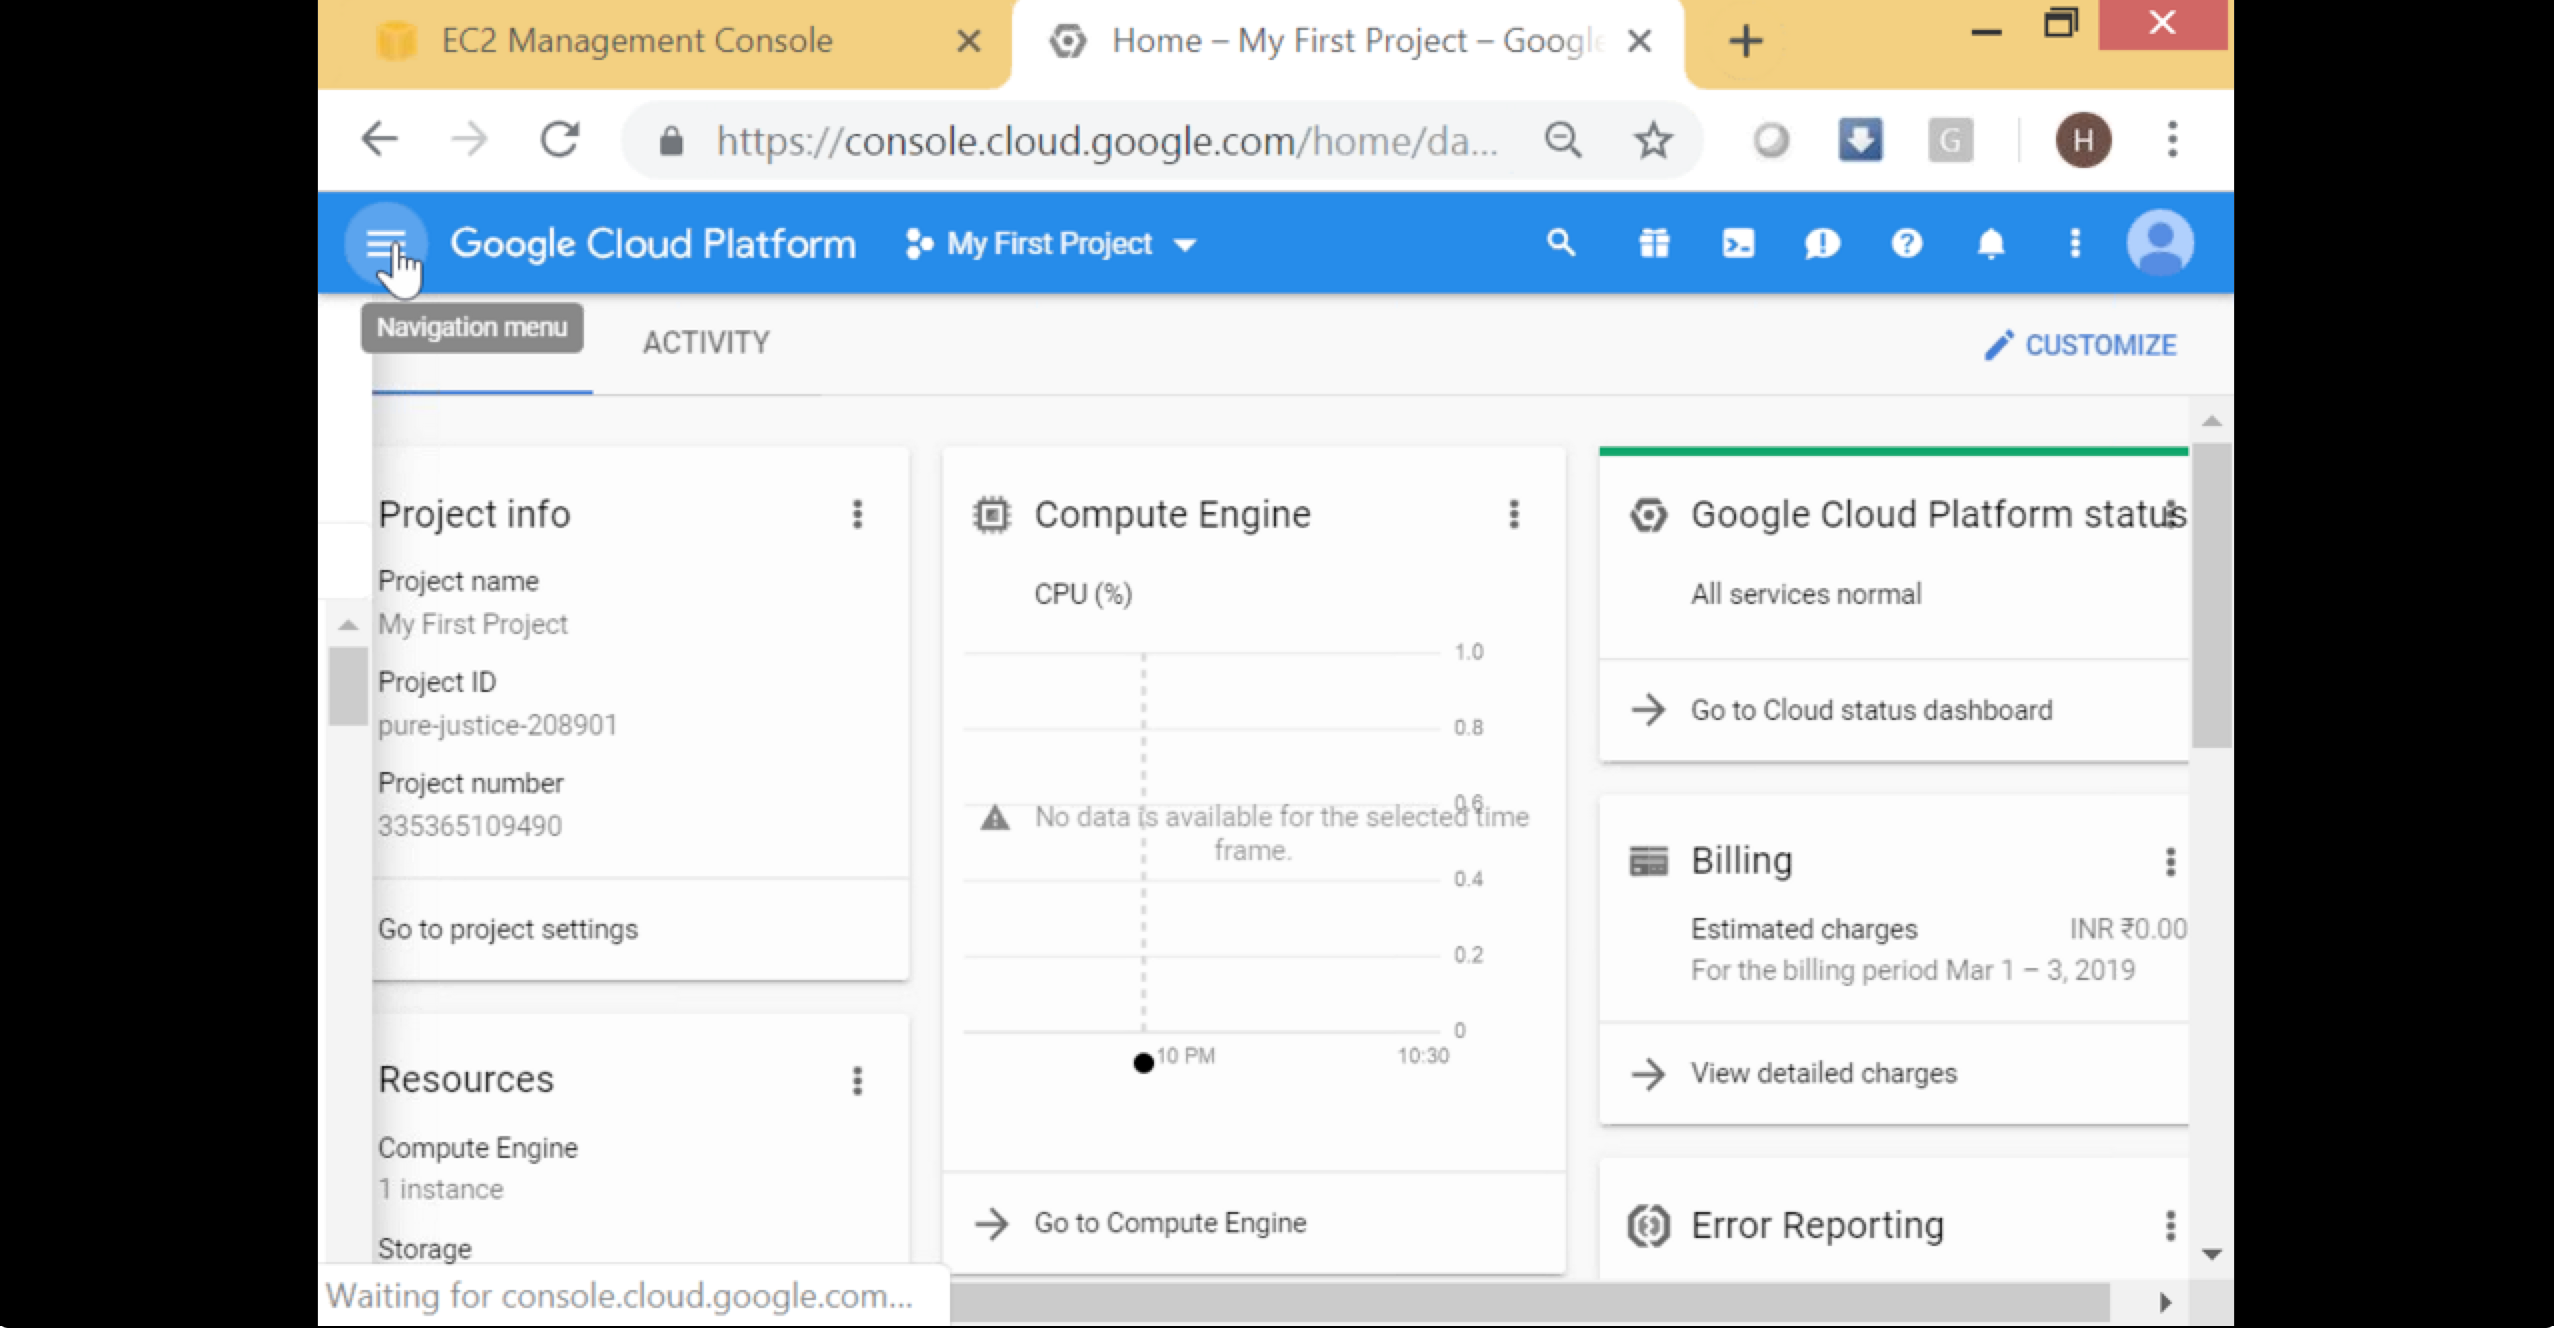 EC2 Management Console
Home – My First Project – Google
https://console.cloud.google.com/home/da...
G
H
Google Cloud Platform
My First Project
Navigation menu
ACTIVITY
CUSTOMIZE
Project info
Project name
My First Project
Project ID
pure-justice-208901
Project number
335365109490
Go to project settings
Resources
Compute Engine
1 instance
Storage
Compute Engine
CPU (%)
1.0
0.8
0.6
No data is available for the selected time
frame.
0.4
0.2
0
10 PM
10:30
Go to Compute Engine
Google Cloud Platform status
All services normal
Go to Cloud status dashboard
Billing
Estimated charges INR ₹0.00
For the billing period Mar 1 – 3, 2019
View detailed charges
Error Reporting
Waiting for console.cloud.google.com...